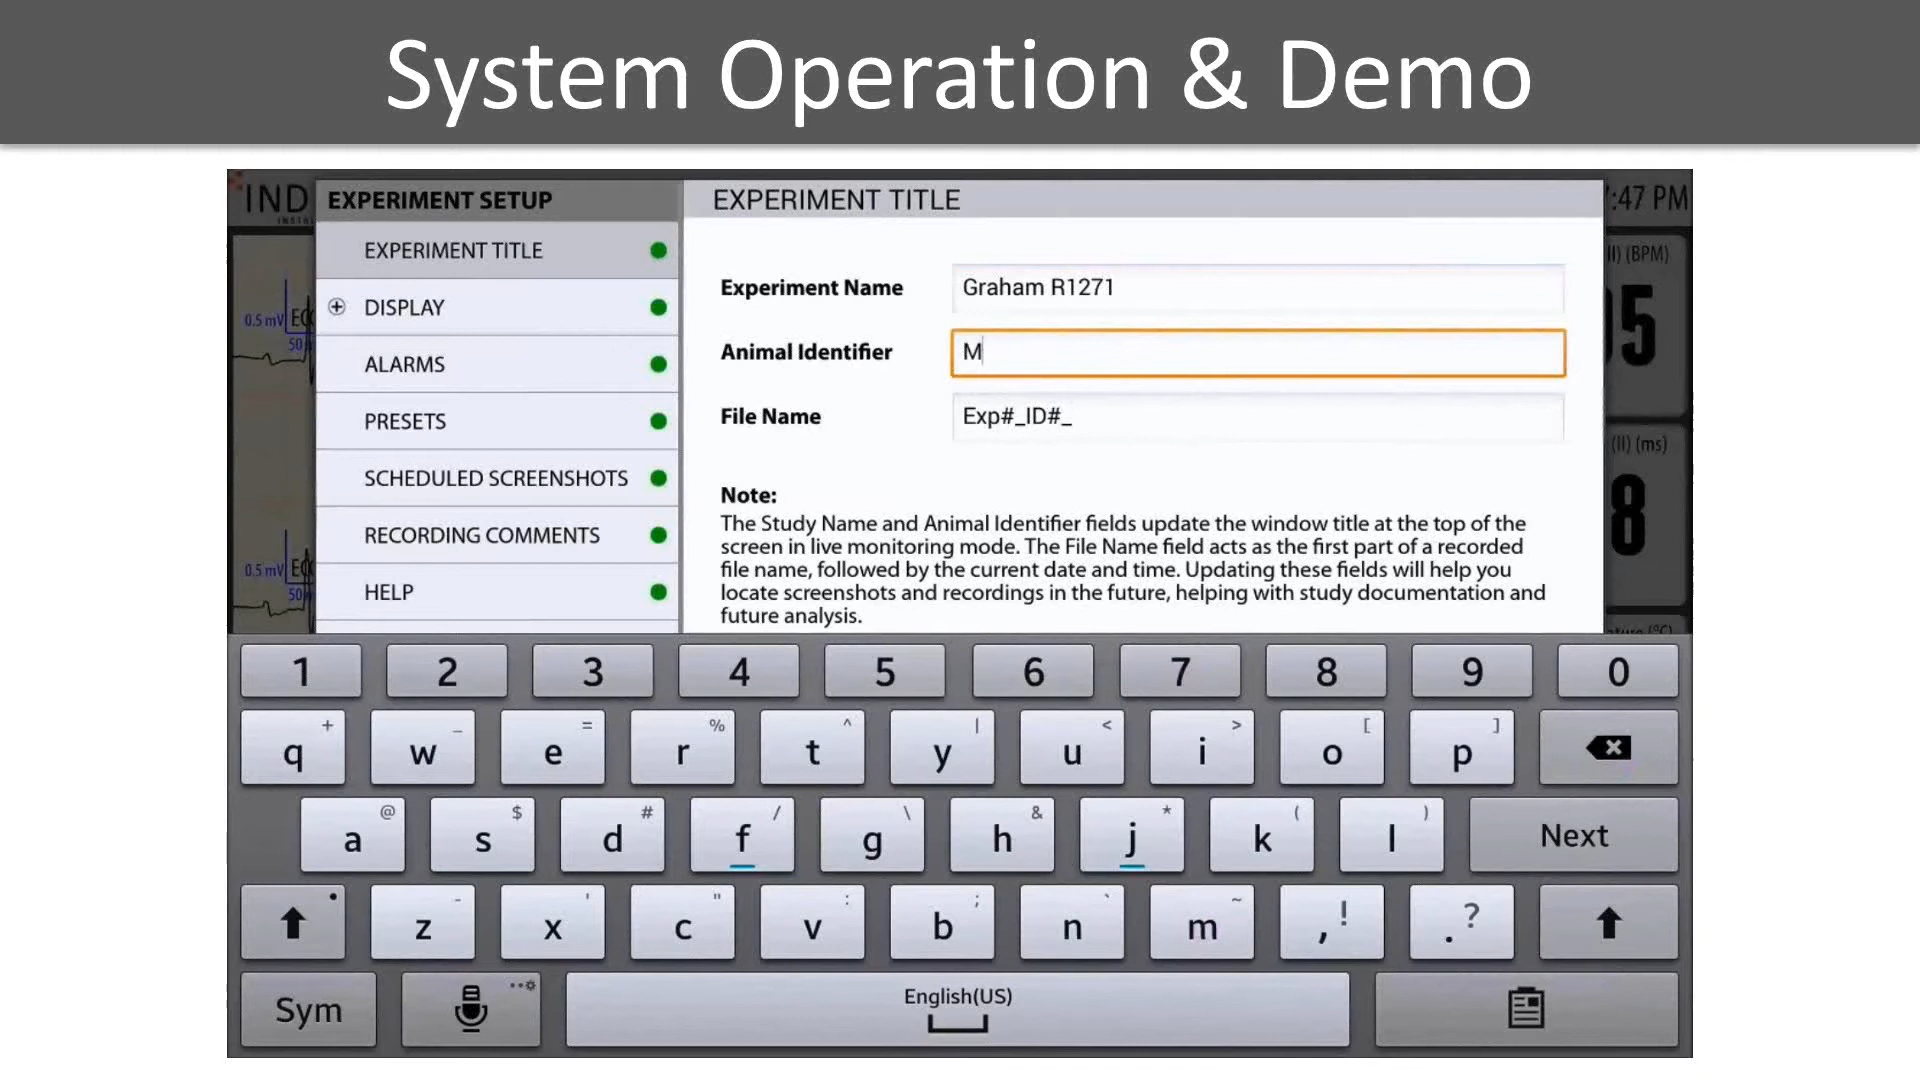 System Operation & Demo
IND
:47 PM
EXPERIMENT SETUP
EXPERIMENT TITLE
EXPERIMENT TITLE
DISPLAY
ALARMS
PRESETS
SCHEDULED SCREENSHOTS
RECORDING COMMENTS
HELP
Experiment Name Graham R1271
Animal Identifier M
File Name Exp#_ID#_
Note:
The Study Name and Animal Identifier fields update the window title at the top of the
screen in live monitoring mode. The File Name field acts as the first part of a recorded
file name, followed by the current date and time. Updating these fields will help you
locate screenshots and recordings in the future, helping with study documentation and
future analysis.
0.5 mV
50
0.5 mV
50
(BPM)
5
(II) (ms)
8
(°C)
1 2 3 4 5 6 7 8 9 0
+ _ = % ^ | < > [ ]
q w e r t y u i o p
@ $ # / \ & * ( )
a s d f g h j k l Next
- ' " : ; ` ~ ! ?
z x c v b n m , .
Sym English(US)